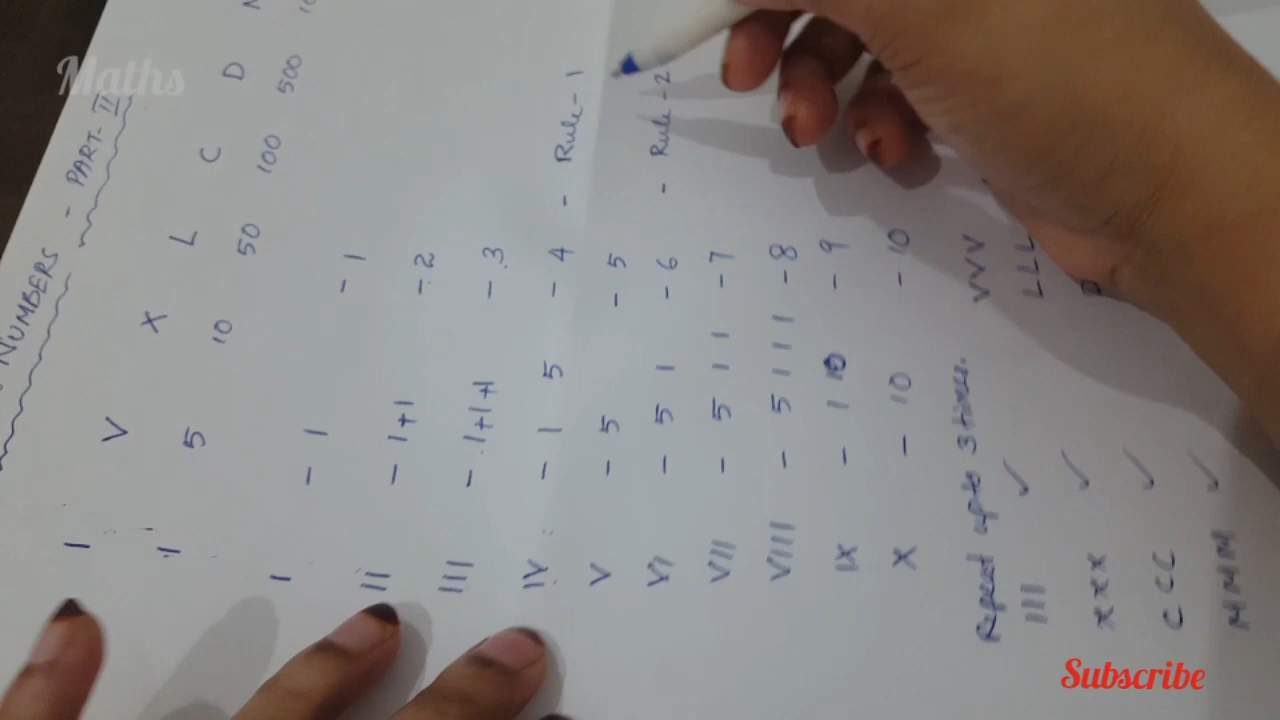 Maths
NUMBERS - PART-II
I V X L C D
1 5 10 50 100 500
I - 1 - 1
II - 1+1 - 2
III - 1+1+1 - 3
IV - 1 5 - 4 - Rule-1
V - 5 - 5
VI - 5 1 - 6 - Rule-2
VII - 5 1 1 - 7
VIII - 5 1 1 1 - 8
IX - 1 10 - 9
X - 10 - 10
Repeat upto 3 times.
III ✓ VVV
XXX ✓ LLL
CCC ✓ D
MMM ✓
Subscribe